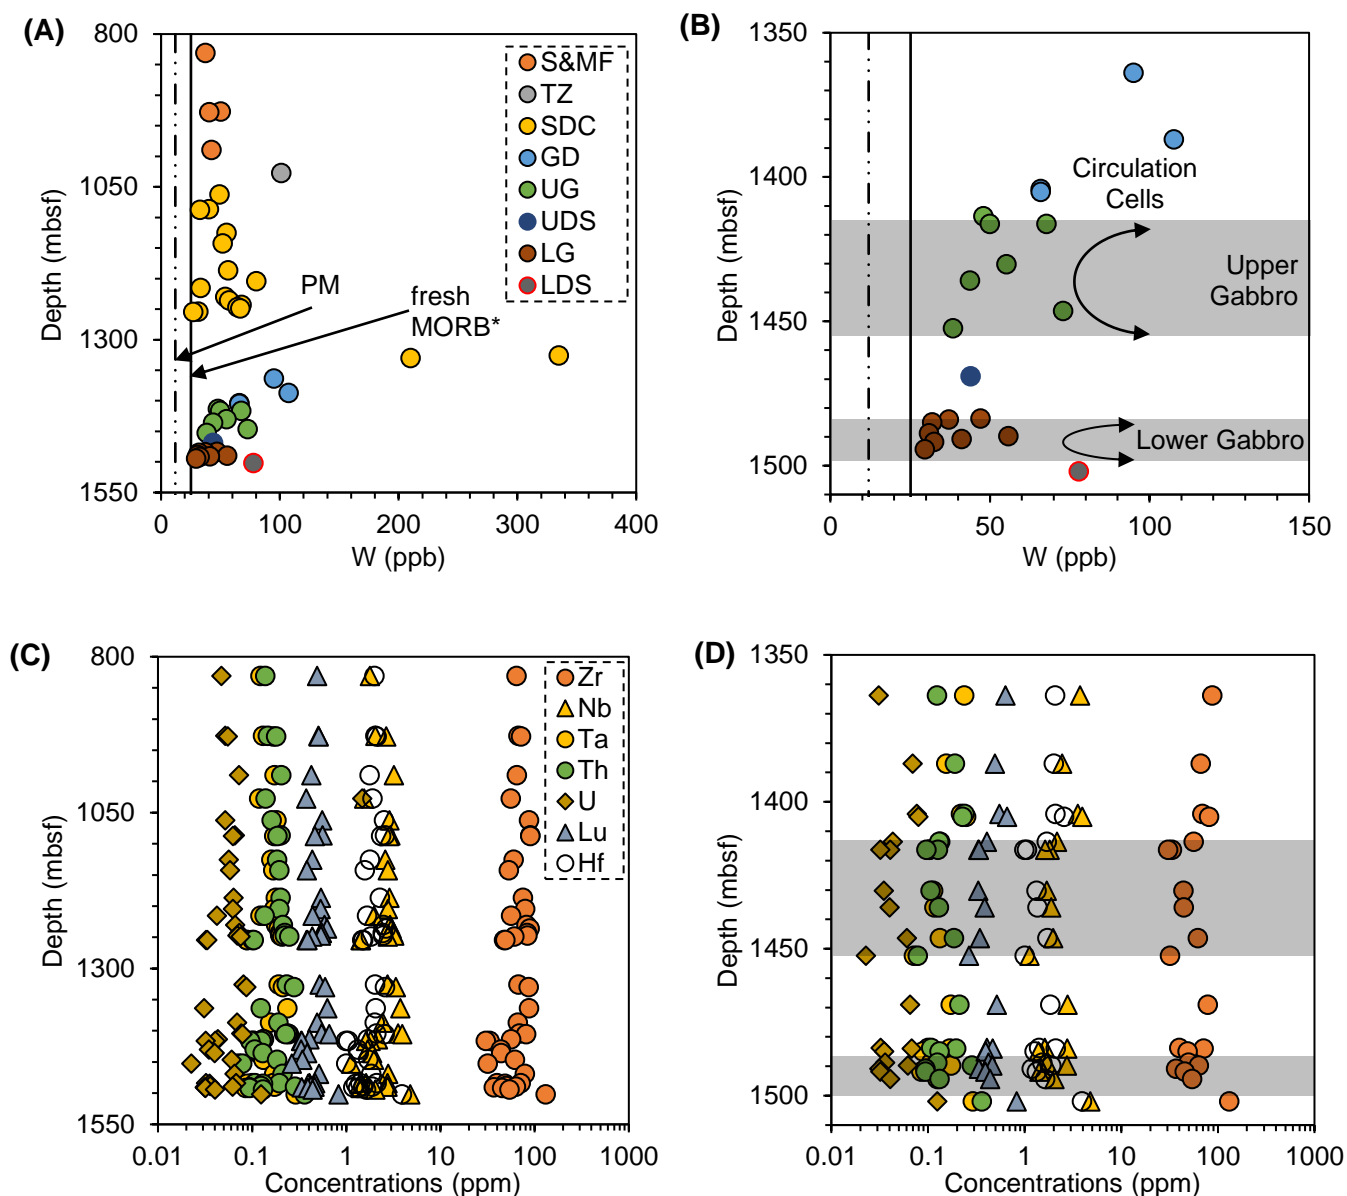 (A)
800
1050
1300
1550
Depth (mbsf)
0
100
200
300
400
W (ppb)
PM
fresh
MORB*
S&MF
TZ
SDC
GD
UG
UDS
LG
LDS
(B)
1350
1400
1450
1500
Depth (mbsf)
0
50
100
150
W (ppb)
Circulation
Cells
Upper
Gabbro
Lower Gabbro
(C)
800
1050
1300
1550
Depth (mbsf)
0.01
0.1
1
10
100
1000
Concentrations (ppm)
Zr
Nb
Ta
Th
U
Lu
Hf
(D)
1350
1400
1450
1500
Depth (mbsf)
0.01
0.1
1
10
100
1000
Concentrations (ppm)